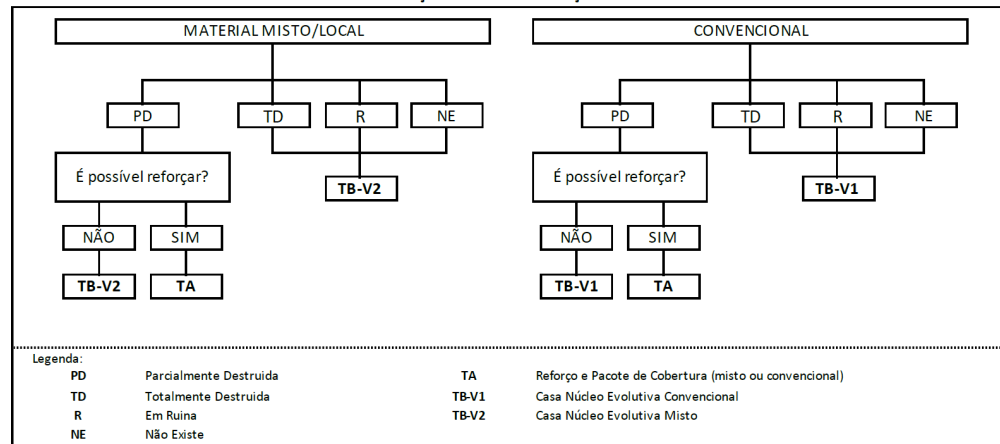 MATERIAL MISTO/LOCAL
CONVENCIONAL
PD TD R NE
PD TD R NE
É possível reforçar?
TB-V2
É possível reforçar?
TB-V1
NÃO SIM
NÃO SIM
TB-V2 TA
TB-V1 TA
Legenda:
PD Parcialmente Destruida
TA Reforço e Pacote de Cobertura (misto ou convencional)
TD Totalmente Destruida
TB-V1 Casa Núcleo Evolutiva Convencional
R Em Ruina
TB-V2 Casa Núcleo Evolutiva Misto
NE Não Existe